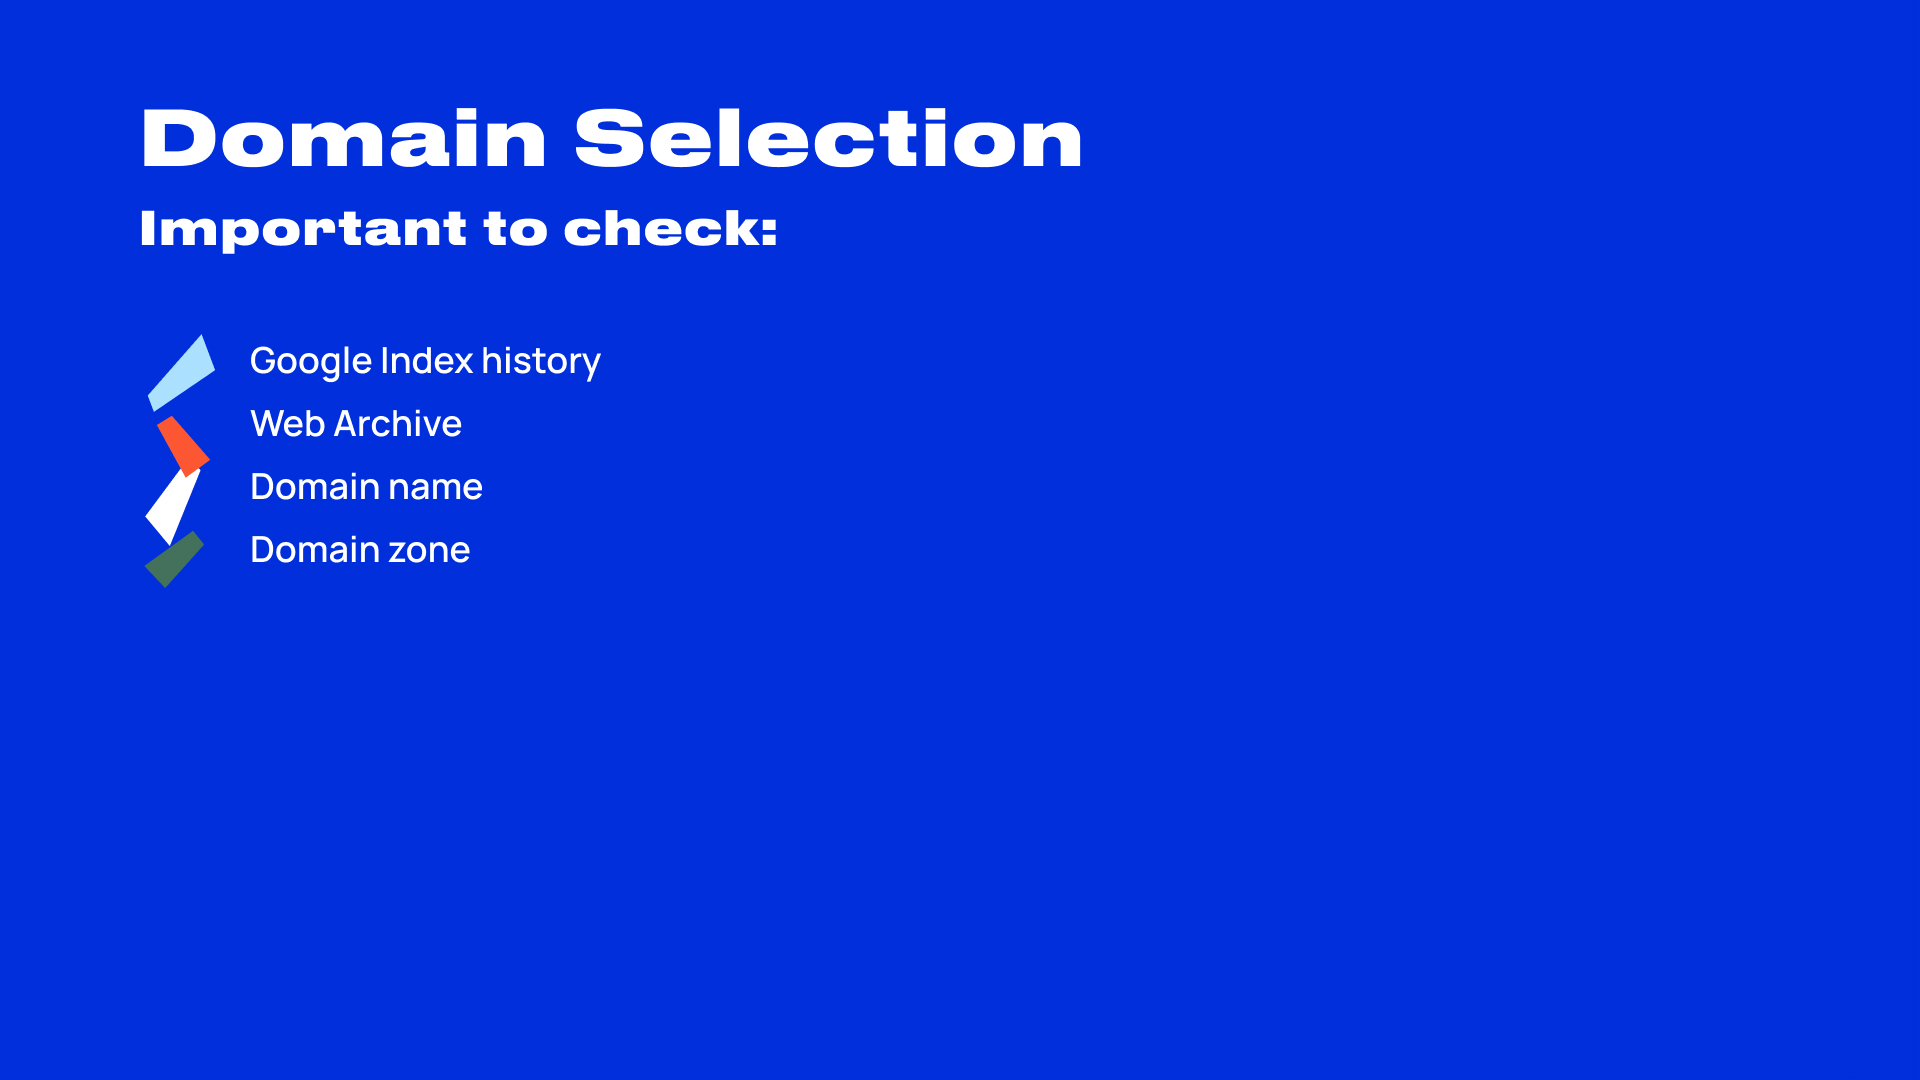 Domain Selection
Important to check:
Google Index history
Web Archive
Domain name
Domain zone